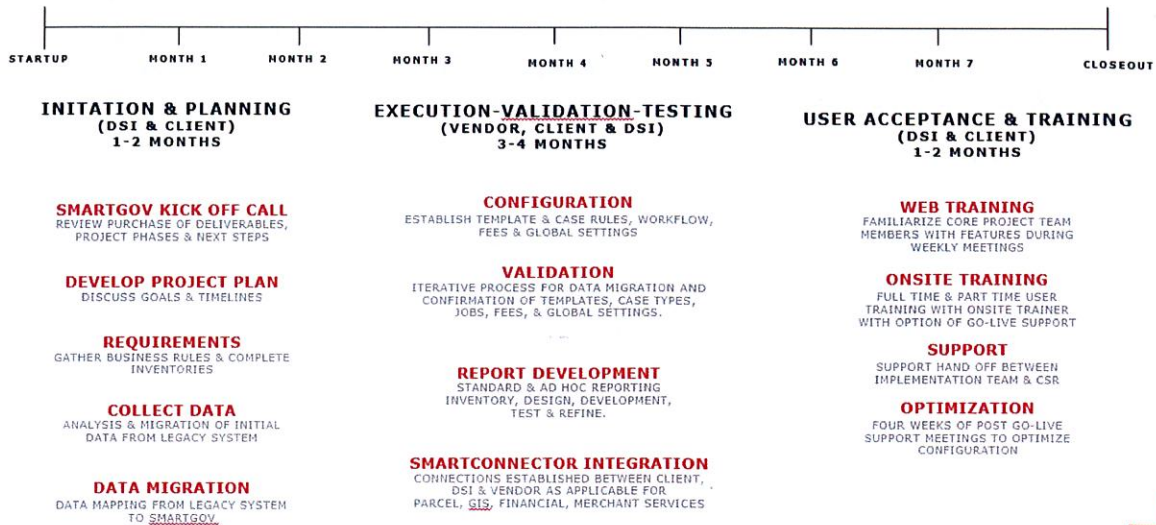 STARTUP
MONTH 1
MONTH 2
MONTH 3
MONTH 4
MONTH 5
MONTH 6
MONTH 7
CLOSEOUT
INITATION & PLANNING
(DSI & CLIENT)
1-2 MONTHS
SMARTGOV KICK OFF CALL
REVIEW PURCHASE OF DELIVERABLES,
PROJECT PHASES & NEXT STEPS
DEVELOP PROJECT PLAN
DISCUSS GOALS & TIMELINES
REQUIREMENTS
GATHER BUSINESS RULES & COMPLETE
INVENTORIES
COLLECT DATA
ANALYSIS & MIGRATION OF INITIAL
DATA FROM LEGACY SYSTEM
DATA MIGRATION
DATA MAPPING FROM LEGACY SYSTEM
TO SMARTGOV
EXECUTION-VALIDATION-TESTING
(VENDOR, CLIENT & DSI)
3-4 MONTHS
CONFIGURATION
ESTABLISH TEMPLATE & CASE RULES, WORKFLOW,
FEES & GLOBAL SETTINGS
VALIDATION
ITERATIVE PROCESS FOR DATA MIGRATION AND
CONFIRMATION OF TEMPLATES, CASE TYPES,
JOBS, FEES, & GLOBAL SETTINGS.
REPORT DEVELOPMENT
STANDARD & AD HOC REPORTING
INVENTORY, DESIGN, DEVELOPMENT,
TEST & REFINE.
SMARTCONNECTOR INTEGRATION
CONNECTIONS ESTABLISHED BETWEEN CLIENT,
DSI & VENDOR AS APPLICABLE FOR
PARCEL, GIS, FINANCIAL, MERCHANT SERVICES
USER ACCEPTANCE & TRAINING
(DSI & CLIENT)
1-2 MONTHS
WEB TRAINING
FAMILIARIZE CORE PROJECT TEAM
MEMBERS WITH FEATURES DURING
WEEKLY MEETINGS
ONSITE TRAINING
FULL TIME & PART TIME USER
TRAINING WITH ONSITE TRAINER
WITH OPTION OF GO-LIVE SUPPORT
SUPPORT
SUPPORT HAND OFF BETWEEN
IMPLEMENTATION TEAM & CSR
OPTIMIZATION
FOUR WEEKS OF POST GO-LIVE
SUPPORT MEETINGS TO OPTIMIZE
CONFIGURATION